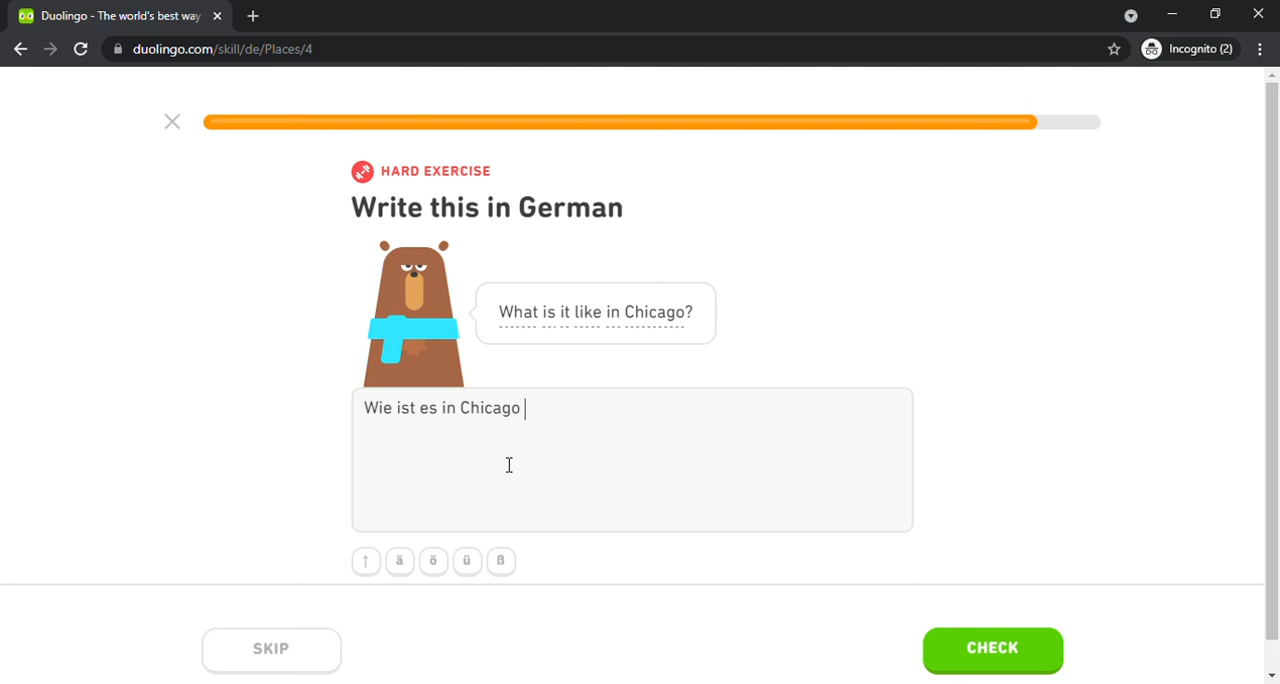 Duolingo - The world's best way
duolingo.com/skill/de/Places/4
Incognito (2)
HARD EXERCISE
Write this in German
What is it like in Chicago?
Wie ist es in Chicago
↑ ä ö ü ß
SKIP
CHECK